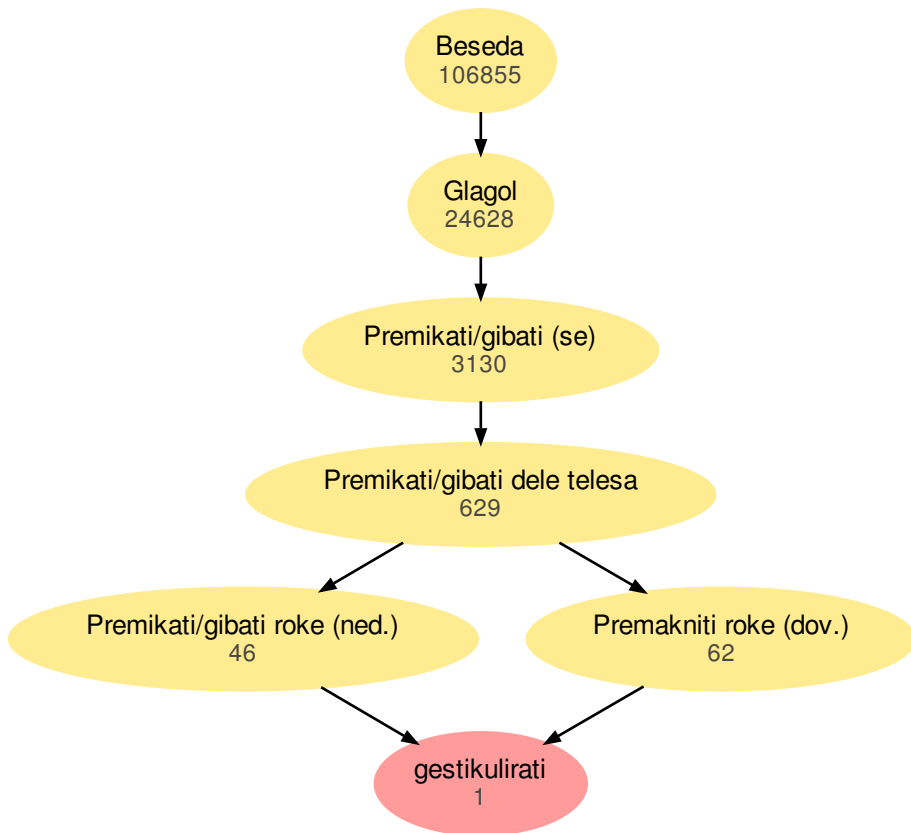 Beseda
106855
Glagol
24628
Premikati/gibati (se)
3130
Premikati/gibati dele telesa
629
Premikati/gibati roke (ned.)
46
Premakniti roke (dov.)
62
gestikulirati
1